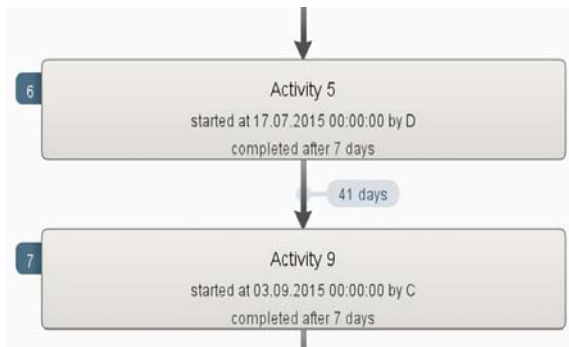 6
Activity 5
started at 17.07.2015 00:00:00 by D
completed after 7 days
41 days
7
Activity 9
started at 03.09.2015 00:00:00 by C
completed after 7 days